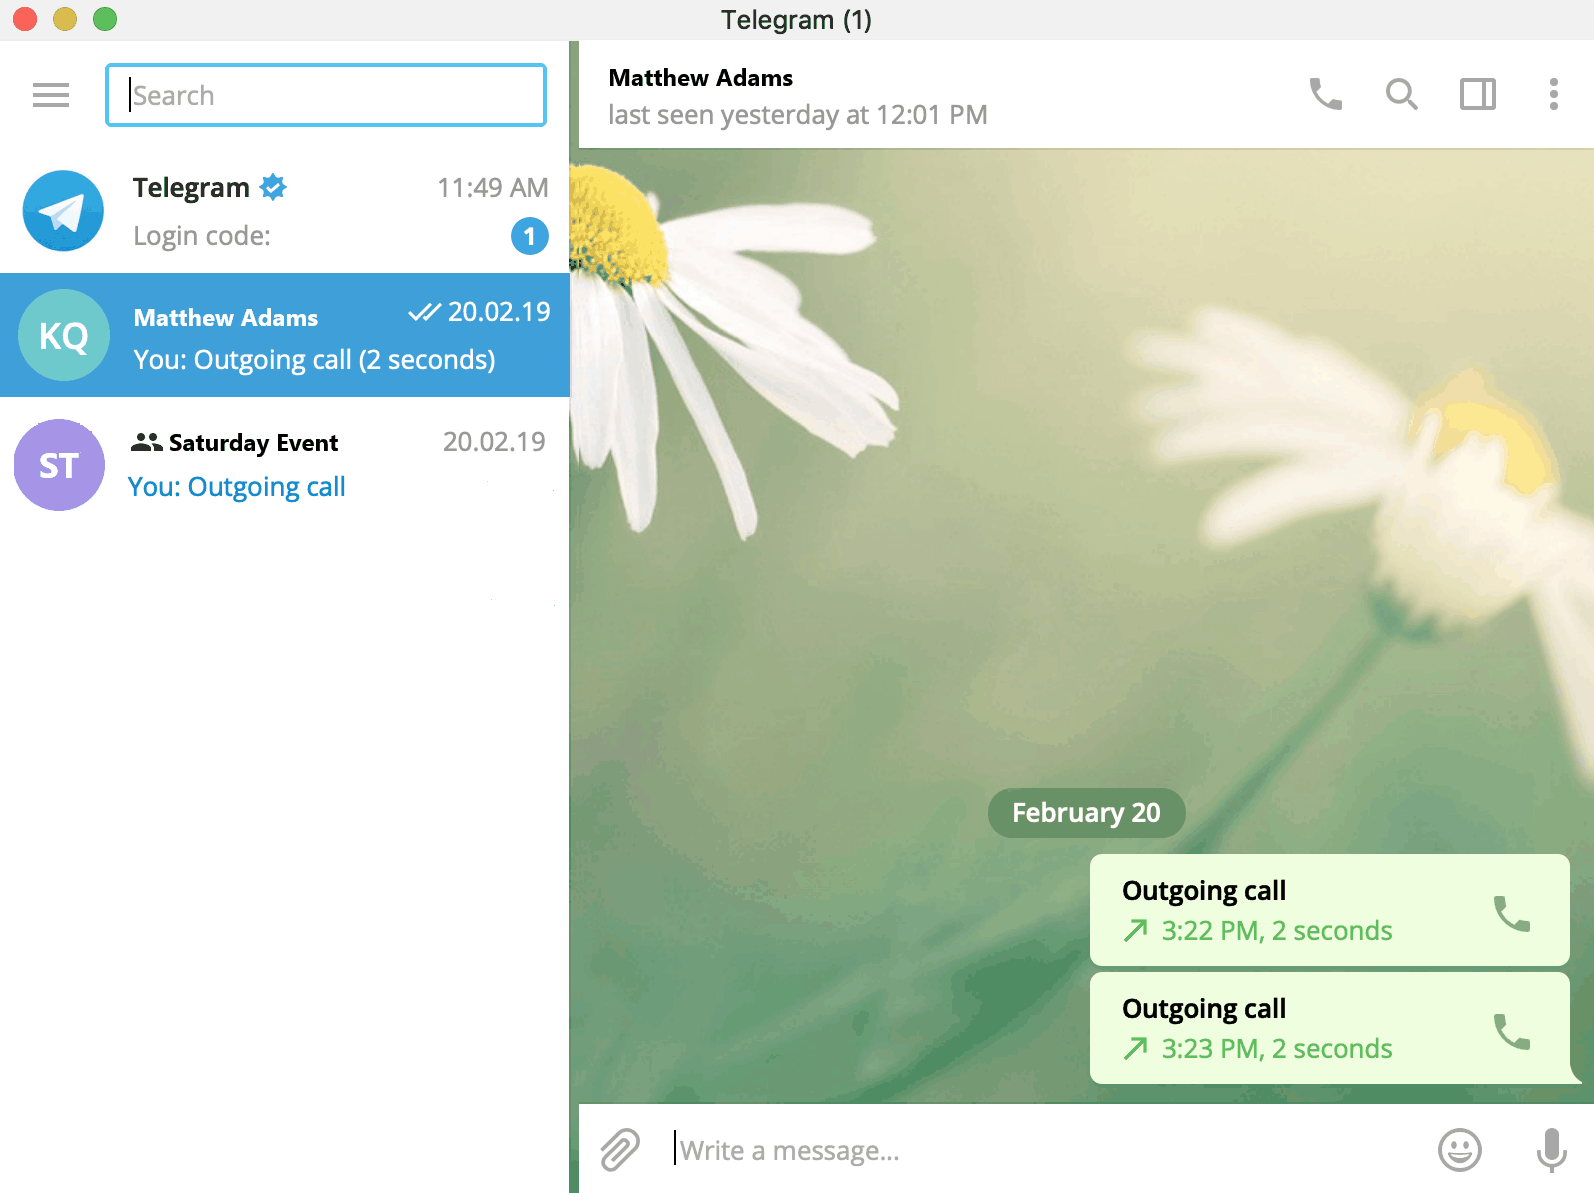 Telegram (1)
Search
Telegram 11:49 AM
Login code: 1
KQ Matthew Adams 20.02.19
You: Outgoing call (2 seconds)
ST Saturday Event 20.02.19
You: Outgoing call
Matthew Adams
last seen yesterday at 12:01 PM
February 20
Outgoing call
3:22 PM, 2 seconds
Outgoing call
3:23 PM, 2 seconds
Write a message...